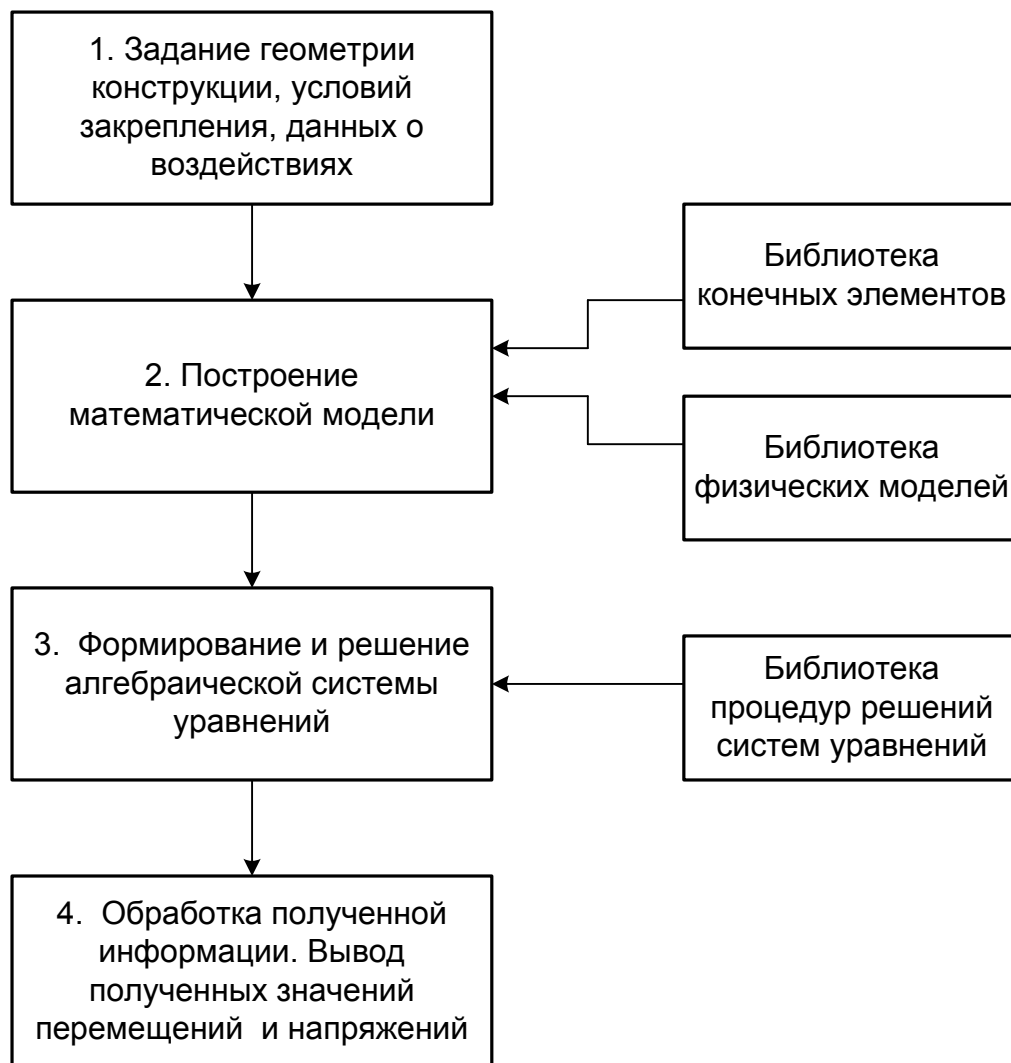 1. Задание геометрии
конструкции, условий
закрепления, данных о
воздействиях
Библиотека
конечных элементов
2. Построение
математической модели
Библиотека
физических моделей
3. Формирование и решение
алгебраической системы
уравнений
Библиотека
процедур решений
систем уравнений
4. Обработка полученной
информации. Вывод
полученных значений
перемещений и напряжений